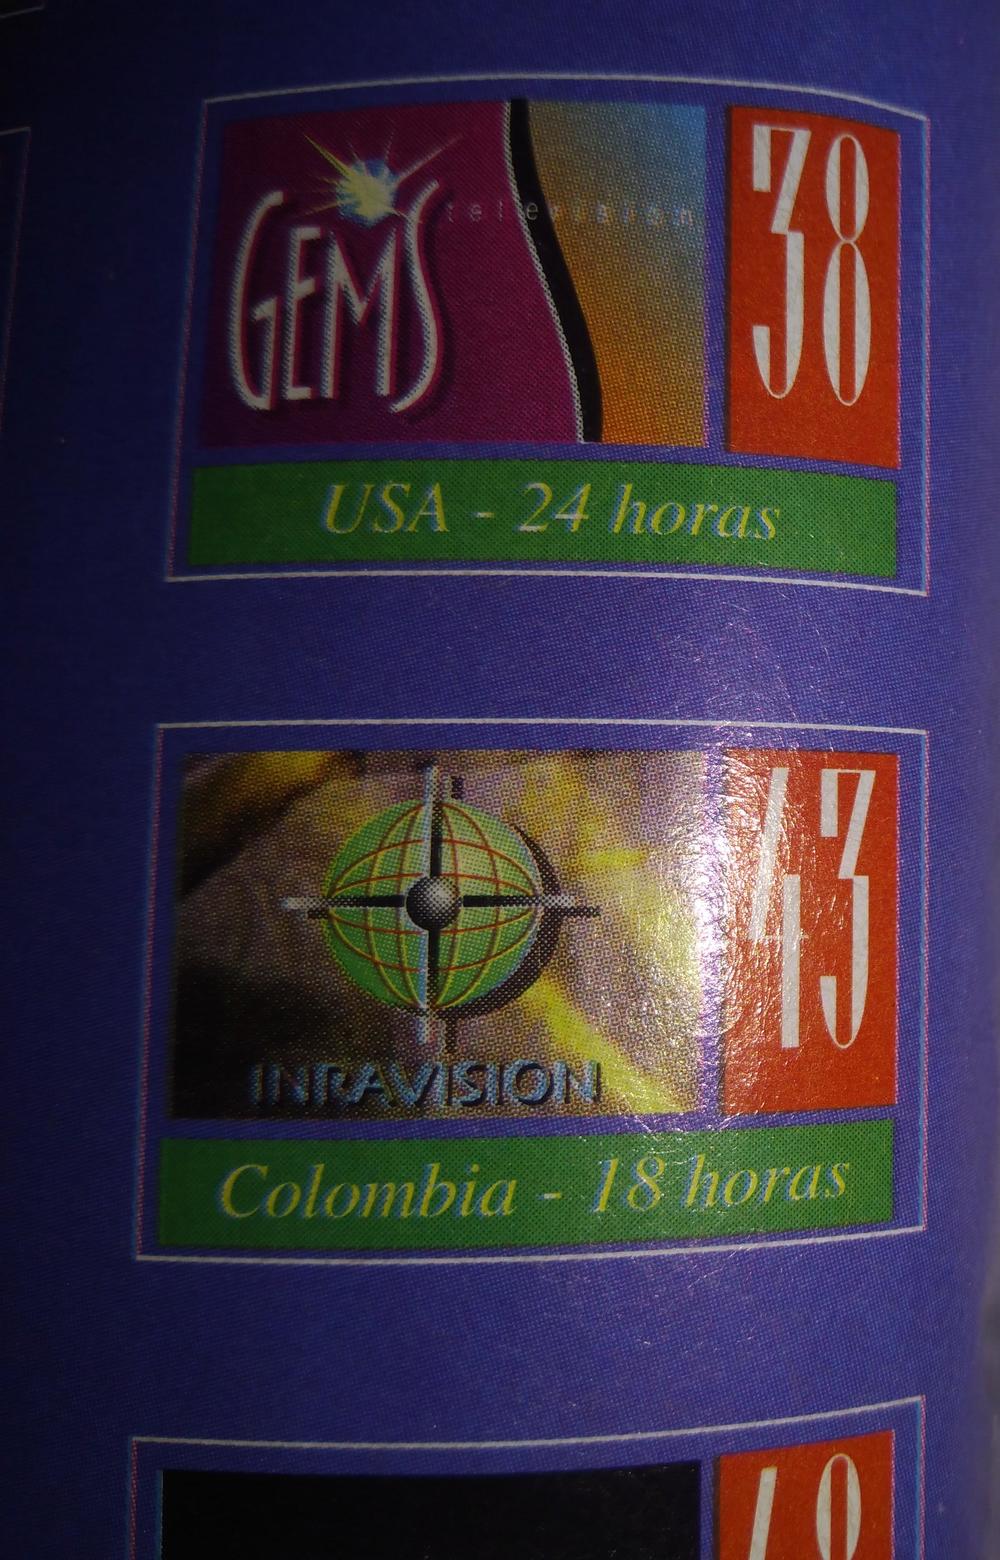 GEMS
television
38
USA - 24 horas
43
INRAVISION
Colombia - 18 horas